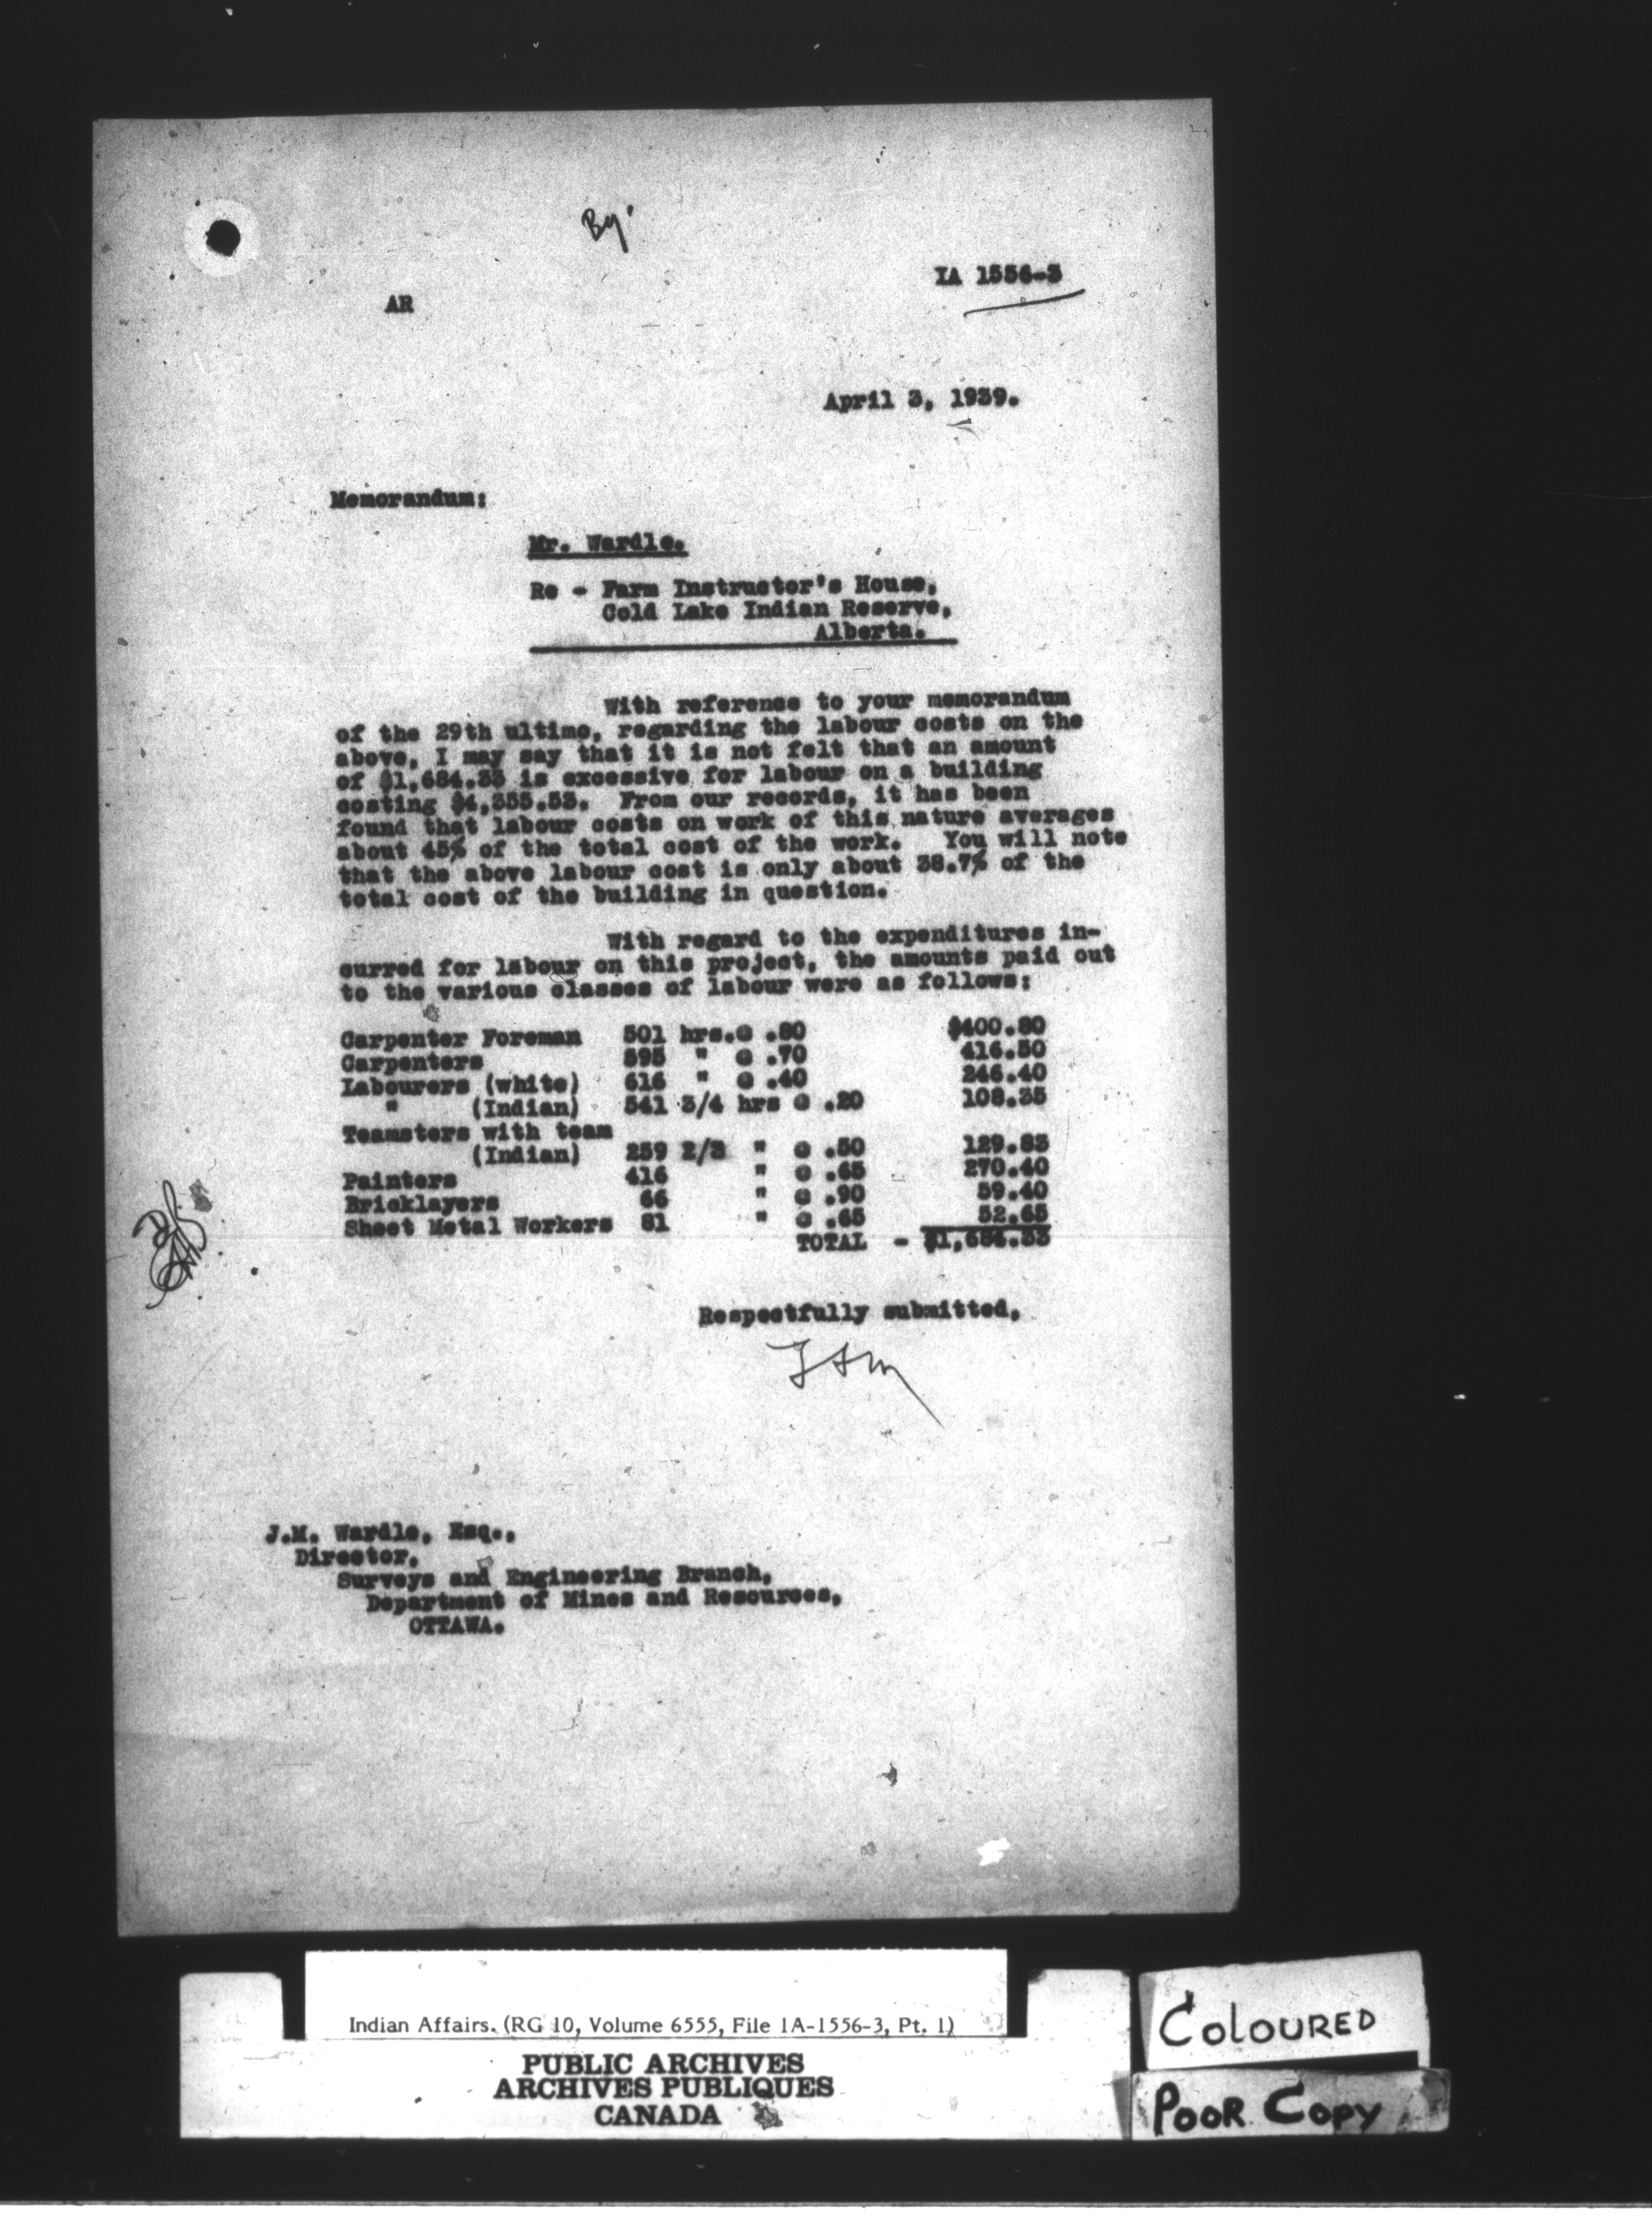 By
IA 1556-3
AR
April 3, 1939.
Memorandum:
Mr. Wardle.
Re - Farm Instructor's House,
Cold Lake Indian Reserve,
Alberta.
With reference to your memorandum
of the 29th ultimo, regarding the labour costs on the
above, I may say that it is not felt that an amount
of $1,684.33 is excessive for labour on a building
costing $4,355.53. From our records, it has been
found that labour costs on work of this nature averages
about 45% of the total cost of the work. You will note
that the above labour cost is only about 38.7% of the
total cost of the building in question.
With regard to the expenditures in-
curred for labour on this project, the amounts paid out
to the various classes of labour were as follows:
Carpenter Foreman 501 hrs.@ .80 $400.80
Carpenters 595 " @ .70 416.50
Labourers (white) 616 " @ .40 246.40
" (Indian) 541 3/4 hrs @ .20 108.35
Teamsters with team
(Indian) 259 2/3 " @ .50 129.83
Painters 416 " @ .65 270.40
Bricklayers 66 " @ .90 59.40
Sheet Metal Workers 81 " @ .65 52.65
TOTAL - $1,684.33
Respectfully submitted,
J.M. Wardle, Esq.,
Director,
Surveys and Engineering Branch,
Department of Mines and Resources,
OTTAWA.
Indian Affairs. (RG 10, Volume 6555, File 1A-1556-3, Pt. 1)
PUBLIC ARCHIVES
ARCHIVES PUBLIQUES
CANADA
COLOURED
POOR COPY